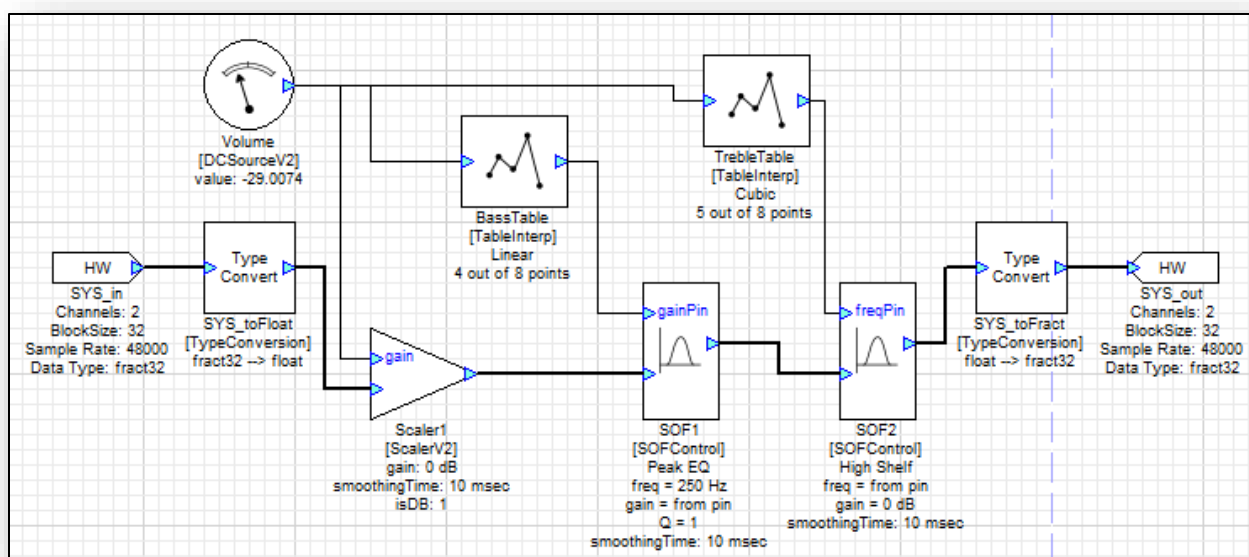 Volume
[DCSourceV2]
value: -29.0074
TrebleTable
[TableInterp]
Cubic
5 out of 8 points
BassTable
[TableInterp]
Linear
4 out of 8 points
HW
SYS_in
Channels: 2
BlockSize: 32
Sample Rate: 48000
Data Type: fract32
Type
Convert
SYS_toFloat
[TypeConversion]
fract32 --> float
gain
Scaler1
[ScalerV2]
gain: 0 dB
smoothingTime: 10 msec
isDB: 1
gainPin
SOF1
[SOFControl]
Peak EQ
freq = 250 Hz
gain = from pin
Q = 1
smoothingTime: 10 msec
freqPin
SOF2
[SOFControl]
High Shelf
freq = from pin
gain = 0 dB
smoothingTime: 10 msec
Type
Convert
SYS_toFract
[TypeConversion]
float --> fract32
HW
SYS_out
Channels: 2
BlockSize: 32
Sample Rate: 48000
Data Type: fract32